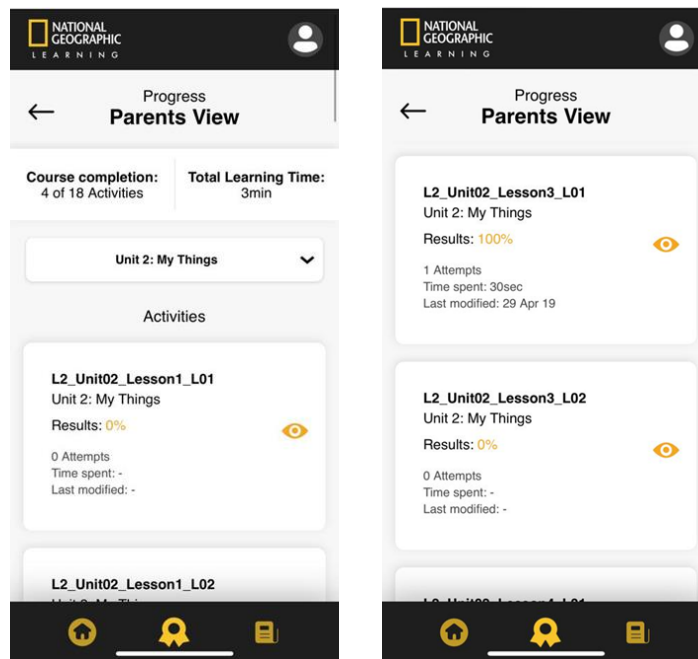 NATIONAL
GEOGRAPHIC
LEARNING
Progress
Parents View
Course completion:
4 of 18 Activities
Total Learning Time:
3min
Unit 2: My Things
Activities
L2_Unit02_Lesson1_L01
Unit 2: My Things
Results: 0%
0 Attempts
Time spent: -
Last modified: -
L2_Unit02_Lesson1_L02
NATIONAL
GEOGRAPHIC
LEARNING
Progress
Parents View
L2_Unit02_Lesson3_L01
Unit 2: My Things
Results: 100%
1 Attempts
Time spent: 30sec
Last modified: 29 Apr 19
L2_Unit02_Lesson3_L02
Unit 2: My Things
Results: 0%
0 Attempts
Time spent: -
Last modified: -